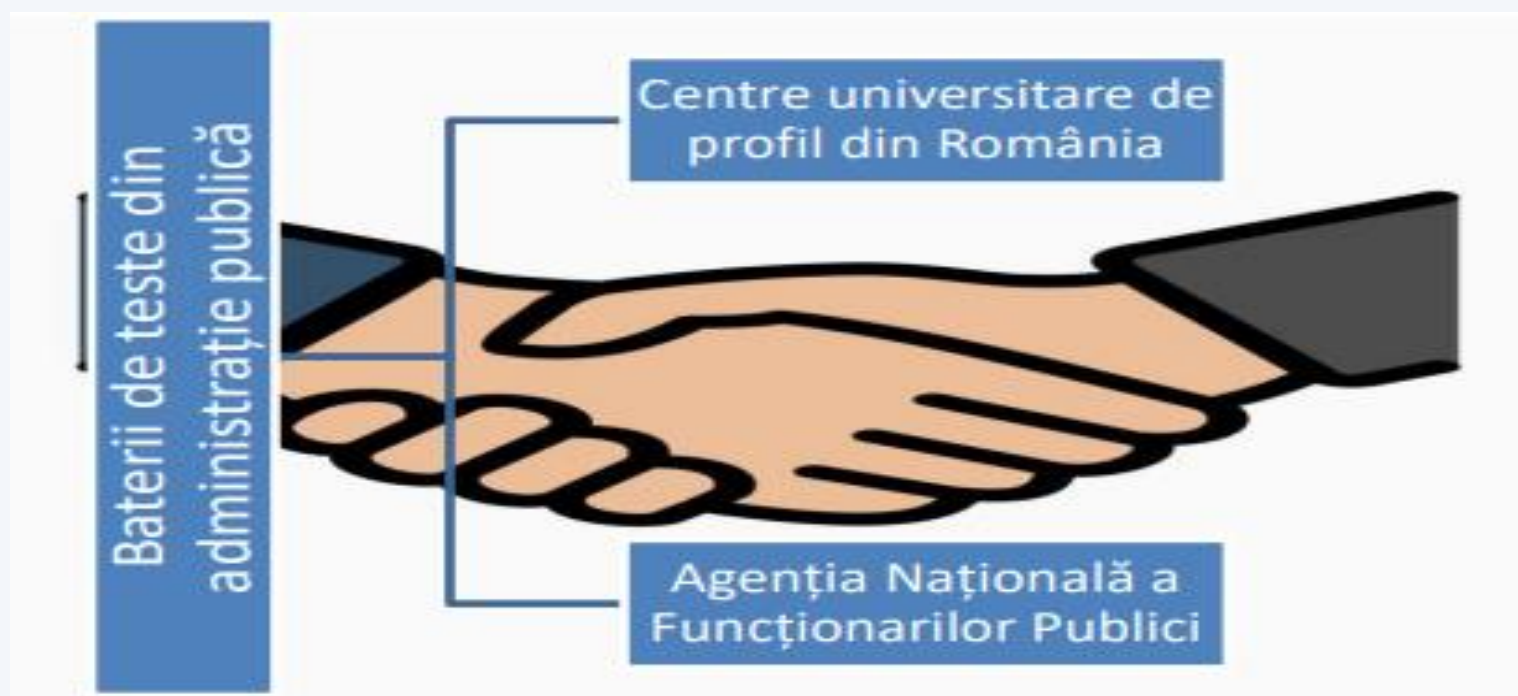 Baterii de teste din
administrație publică
Centre universitare de
profil din România
Agenția Națională a
Funcționarilor Publici